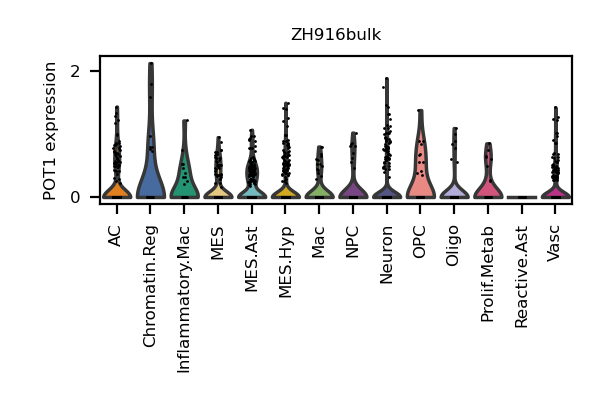 ZH916bulk
POT1 expression
2
0
AC
Chromatin.Reg
Inflammatory.Mac
MES
MES.Ast
MES.Hyp
Mac
NPC
Neuron
OPC
Oligo
Prolif.Metab
Reactive.Ast
Vasc